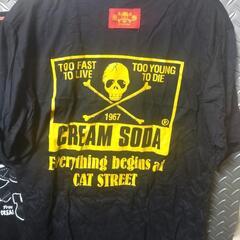 TOO FAST TOO YOUNG
TO LIVE TO DIE
1967
CREAM SODA®
Everything begins at
CAT STREET